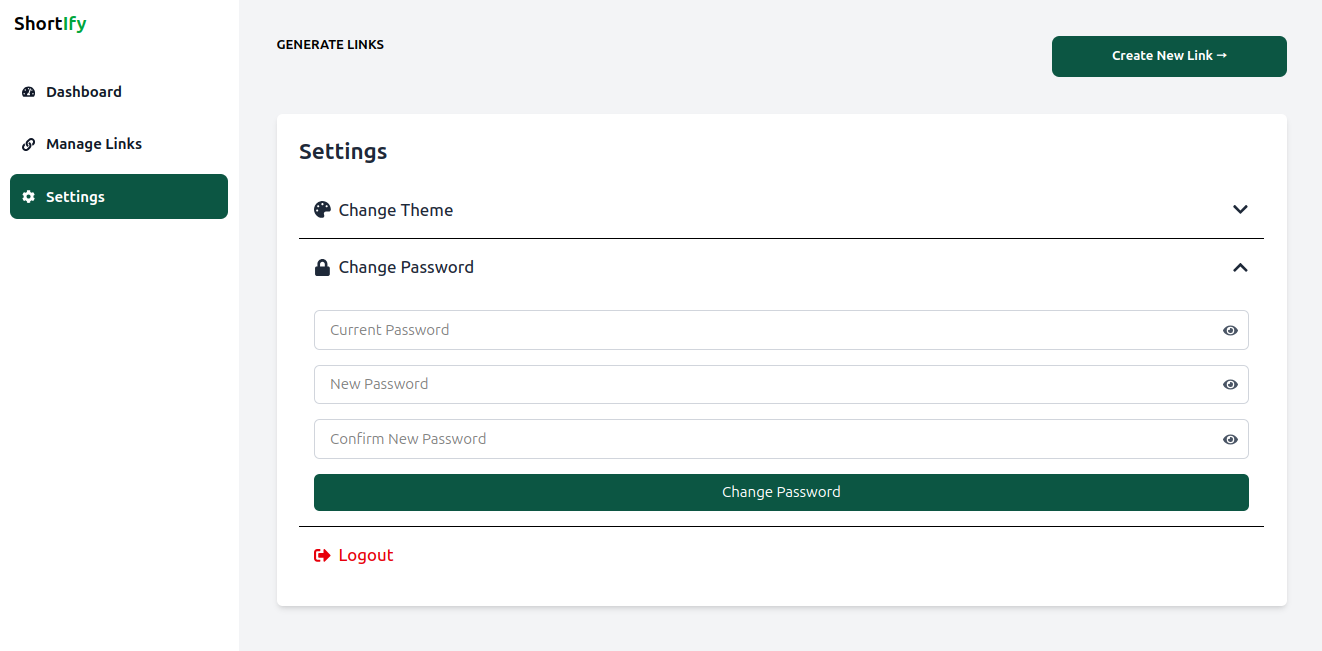 ShortIfy
Dashboard
Manage Links
Settings
GENERATE LINKS
Create New Link →
Settings
Change Theme
Change Password
Current Password
New Password
Confirm New Password
Change Password
Logout